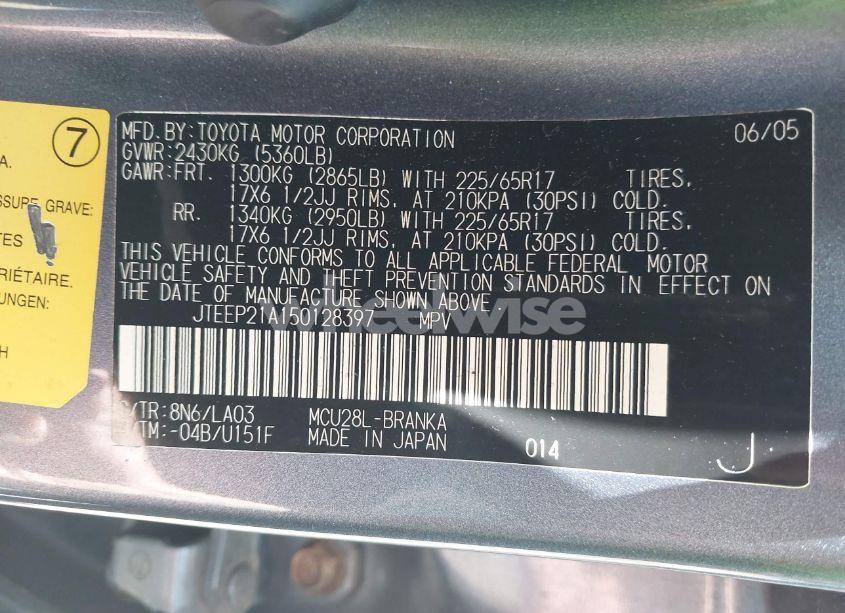 7
A.
SSURE GRAVE:
TES
PRIÉTAIRE.
UNGEN:
H
MFD. BY: TOYOTA MOTOR CORPORATION 06/05
GVWR: 2430KG (5360LB)
GAWR: FRT. 1300KG (2865LB) WITH 225/65R17 TIRES,
17X6 1/2JJ RIMS, AT 210KPA (30PSI) COLD.
RR. 1340KG (2950LB) WITH 225/65R17 TIRES,
17X6 1/2JJ RIMS, AT 210KPA (30PSI) COLD.
THIS VEHICLE CONFORMS TO ALL APPLICABLE FEDERAL MOTOR
VEHICLE SAFETY AND THEFT PREVENTION STANDARDS IN EFFECT ON
THE DATE OF MANUFACTURE SHOWN ABOVE.
JTEEP21A150128397 MPV
wheelwise
C/TR: 8N6/LA03 MCU28L-BRANKA
/TM: -04B/U151F MADE IN JAPAN 014 J